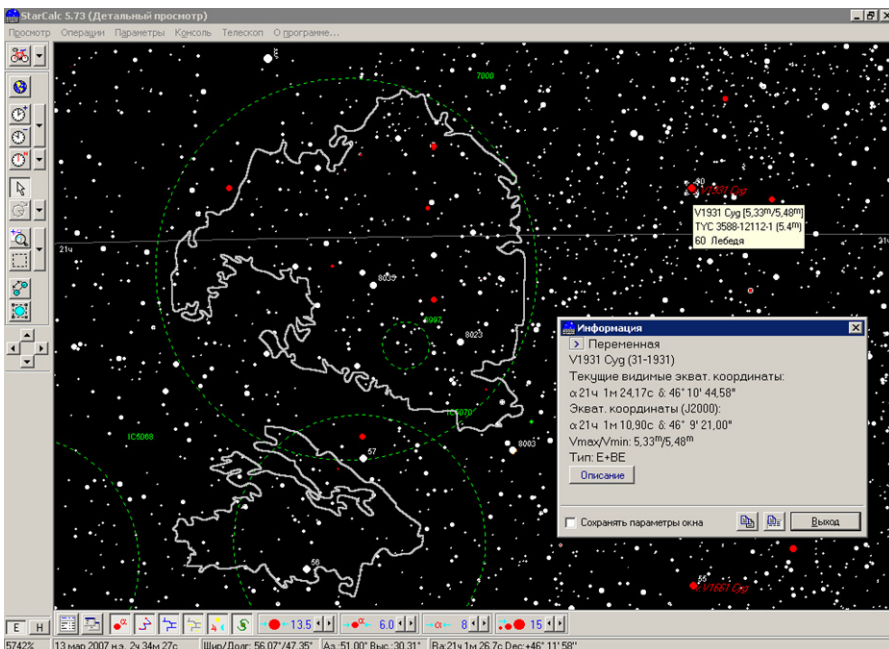 StarCalc 5.73 (Детальный просмотр)
Просмотр Операции Параметры Консоль Телескоп О программе...
7000
ξ
60
V1931 Cyg
V1931 Cyg (5,33m/5,48m)
TYC 3588-12112-1 (5.4m)
60 Лебедя
21ч
21ч
8035
6997
8023
IC5070
IC5068
8003
57
56
55
V1661 Cyg
Информация
> Переменная
V1931 Cyg (31-1931)
Текущие видимые экват. координаты:
α 21ч 1м 24,17с δ: 46° 10' 44,58"
Экват. координаты (J2000):
α 21ч 1м 10,90с δ: 46° 9' 21,00"
Vmax/Vmin: 5,33m/5,48m
Тип: E+BE
Описание
Сохранять параметры окна
Выход
E H
α 13.5 α 6.0 α 8 15
5742% 13 мар 2007 н.э. 2ч 34м 27с Шир/Долг: 56.07°/47.35° Аз.:51.00° Выс.:30.31° Ra:21ч 1м 26.7с Dec:+46° 11' 58"